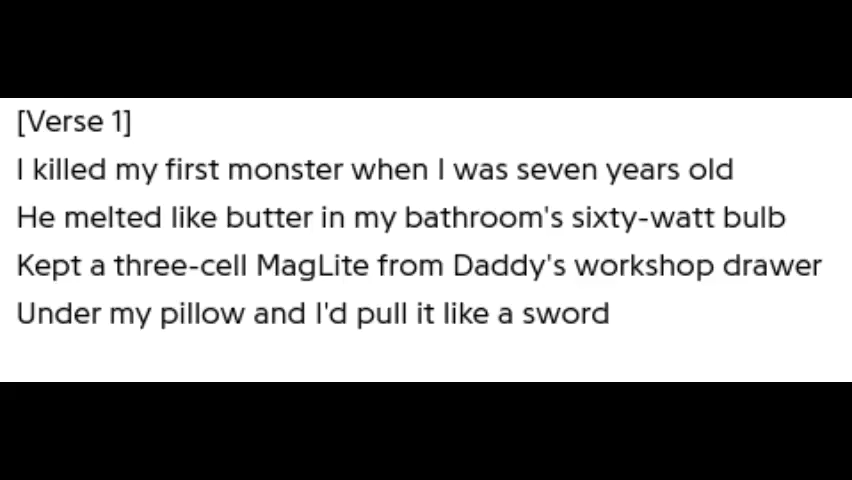 [Verse 1]
I killed my first monster when I was seven years old
He melted like butter in my bathroom's sixty-watt bulb
Kept a three-cell MagLite from Daddy's workshop drawer
Under my pillow and I'd pull it like a sword